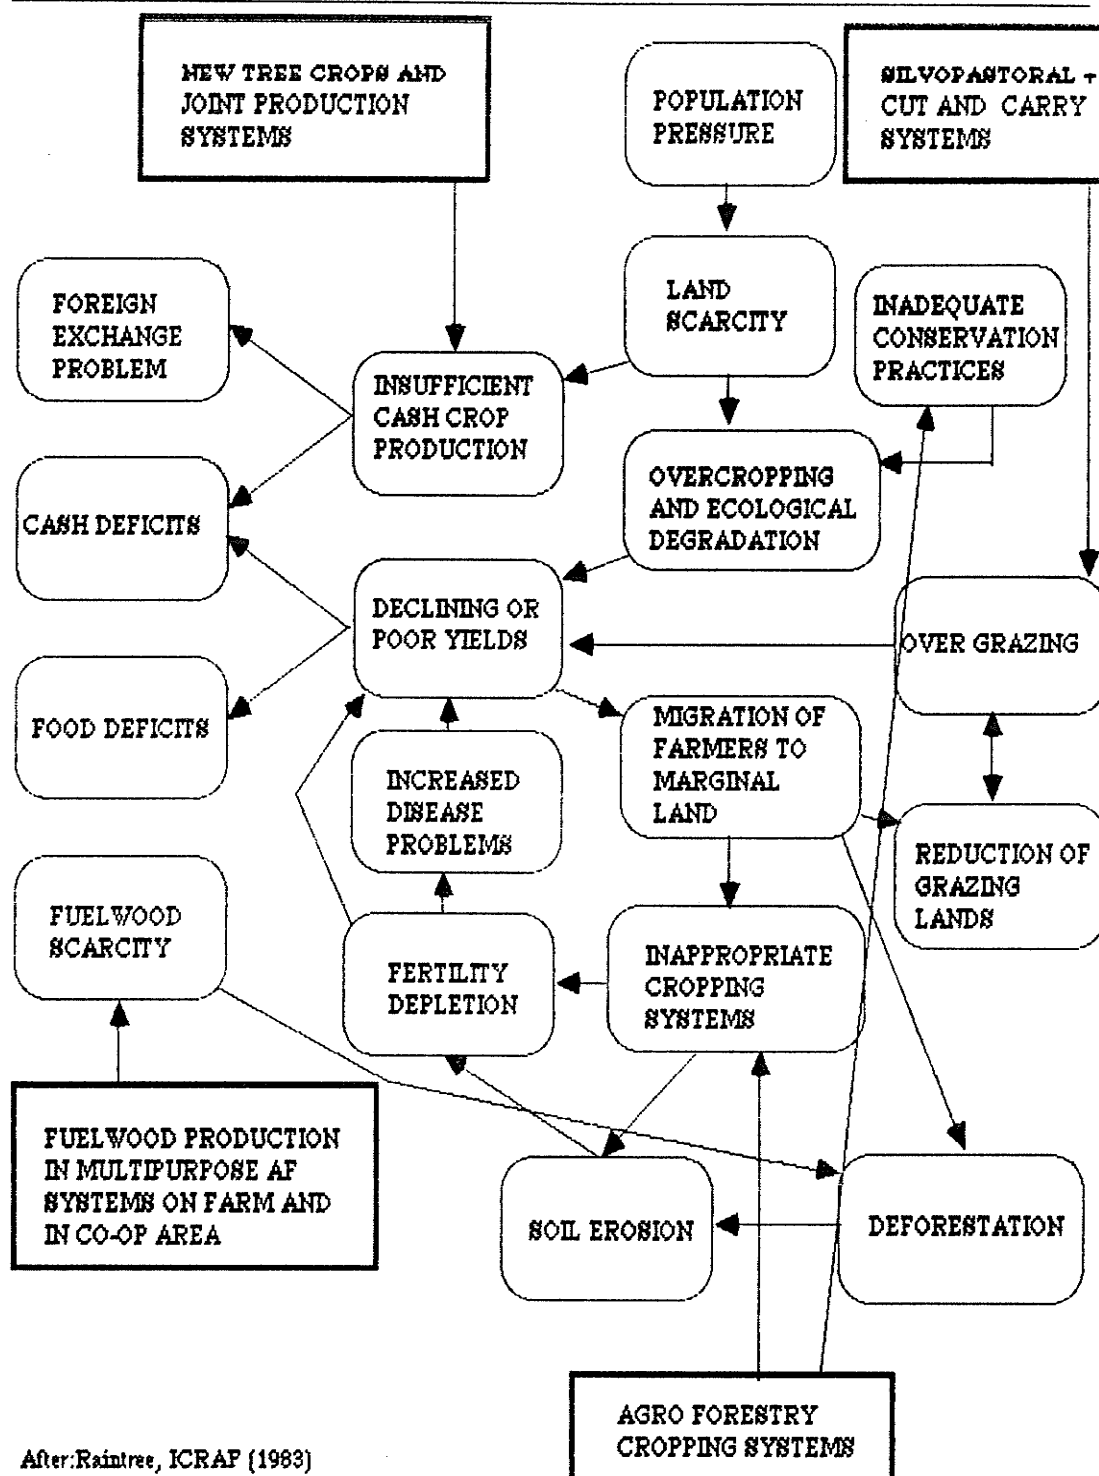 NEW TREE CROPS AND
JOINT PRODUCTION
SYSTEMS
POPULATION
PRESSURE
SILVOPASTORAL +
CUT AND CARRY
SYSTEMS
FOREIGN
EXCHANGE
PROBLEM
LAND
SCARCITY
INADEQUATE
CONSERVATION
PRACTICES
INSUFFICIENT
CASH CROP
PRODUCTION
CASH DEFICITS
OVERCROPPING
AND ECOLOGICAL
DEGRADATION
DECLINING OR
POOR YIELDS
OVER GRAZING
FOOD DEFICITS
INCREASED
DISEASE
PROBLEMS
MIGRATION OF
FARMERS TO
MARGINAL
LAND
REDUCTION OF
GRAZING
LANDS
FUELWOOD
SCARCITY
FERTILITY
DEPLETION
INAPPROPRIATE
CROPPING
SYSTEMS
FUELWOOD PRODUCTION
IN MULTIPURPOSE AF
SYSTEMS ON FARM AND
IN CO-OP AREA
SOIL EROSION
DEFORESTATION
AGRO FORESTRY
CROPPING SYSTEMS
After:Raintree, ICRAF (1983)